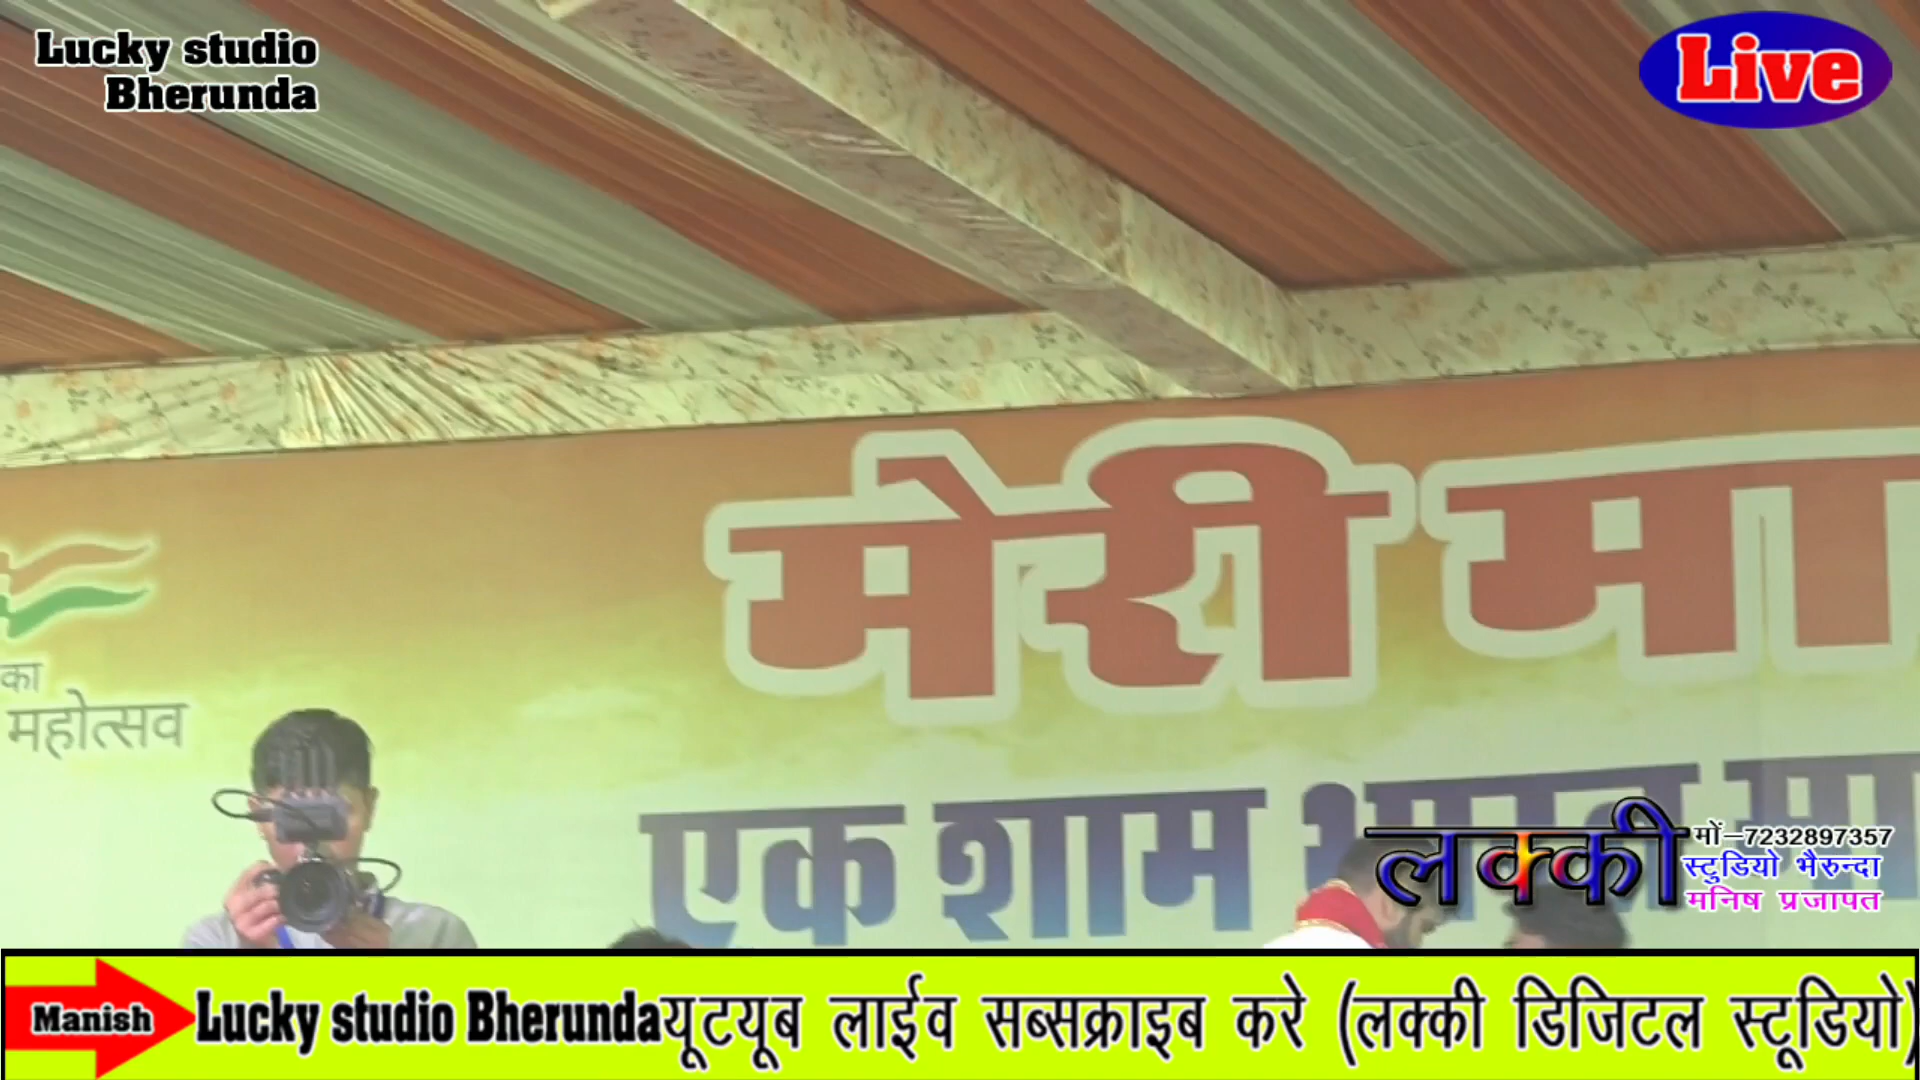 Lucky studio
Bherunda
Live
मेरी मा
का
महोत्सव
एक शाम
लक्की
मों–7232897357
स्टुडियो भैरुन्दा
मनिष प्रजापत
Manish
Lucky studio Bherundaयूटयूब लाईव सब्सक्राइब करे (लक्की डिजिटल स्टूडियो)